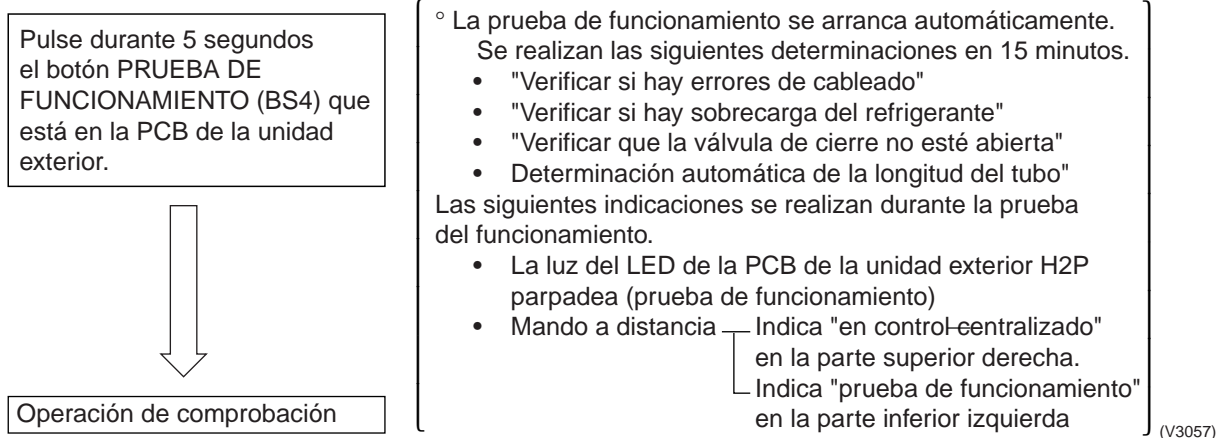 Pulse durante 5 segundos
el botón PRUEBA DE
FUNCIONAMIENTO (BS4) que
está en la PCB de la unidad
exterior.
Operación de comprobación
° La prueba de funcionamiento se arranca automáticamente.
Se realizan las siguientes determinaciones en 15 minutos.
• "Verificar si hay errores de cableado"
• "Verificar si hay sobrecarga del refrigerante"
• "Verificar que la válvula de cierre no esté abierta"
• Determinación automática de la longitud del tubo"
Las siguientes indicaciones se realizan durante la prueba
del funcionamiento.
• La luz del LED de la PCB de la unidad exterior H2P
parpadea (prueba de funcionamiento)
• Mando a distancia Indica "en control centralizado"
en la parte superior derecha.
Indica "prueba de funcionamiento"
en la parte inferior izquierda
(V3057)